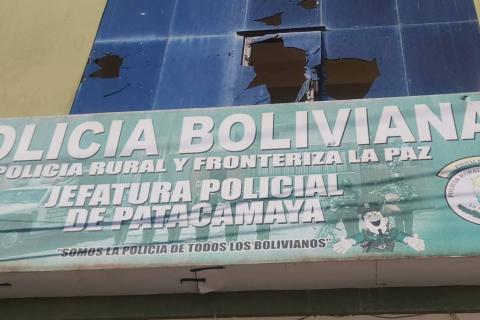 OLICIA BOLIVIANA
POLICIA RURAL Y FRONTERIZA LA PAZ
JEFATURA POLICIAL
DE PATACAMAYA
"SOMOS LA POLICIA DE TODOS LOS BOLIVIANOS"